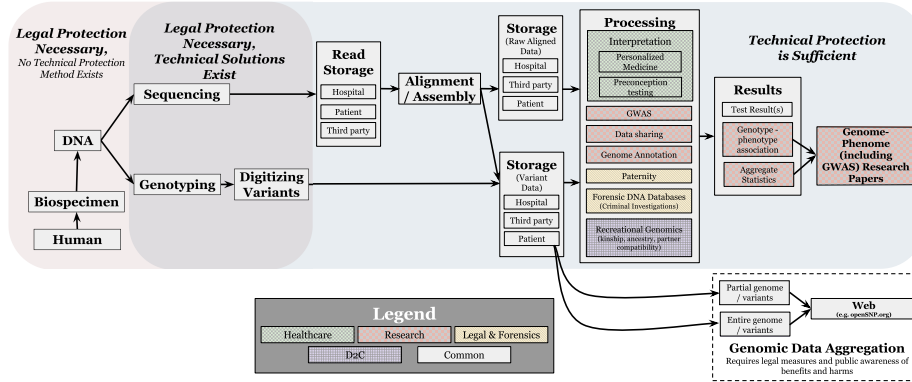 Legal Protection
Necessary,
No Technical Protection
Method Exists
DNA
Biospecimen
Human
Legal Protection
Necessary,
Technical Solutions
Exist
Sequencing
Genotyping
Digitizing
Variants
Read
Storage
Hospital
Patient
Third party
Alignment
/ Assembly
Storage
(Raw Aligned
Data)
Hospital
Third party
Patient
Storage
(Variant
Data)
Hospital
Third party
Patient
Processing
Interpretation
Personalized
Medicine
Preconception
testing
GWAS
Data sharing
Genome Annotation
Paternity
Forensic DNA Databases
(Criminal Investigations)
Recreational Genomics
(kinship, ancestry, partner
compatibility)
Technical Protection
is Sufficient
Results
Test Result(s)
Genotype -
phenotype
association
Aggregate
Statistics
Genome-
Phenome
(including
GWAS) Research
Papers
Partial genome
/ variants
Entire genome
/ variants
Web
(e.g. openSNP.org)
Genomic Data Aggregation
Requires legal measures and public awareness of
benefits and harms
Legend
Healthcare
Research
Legal & Forensics
D2C
Common